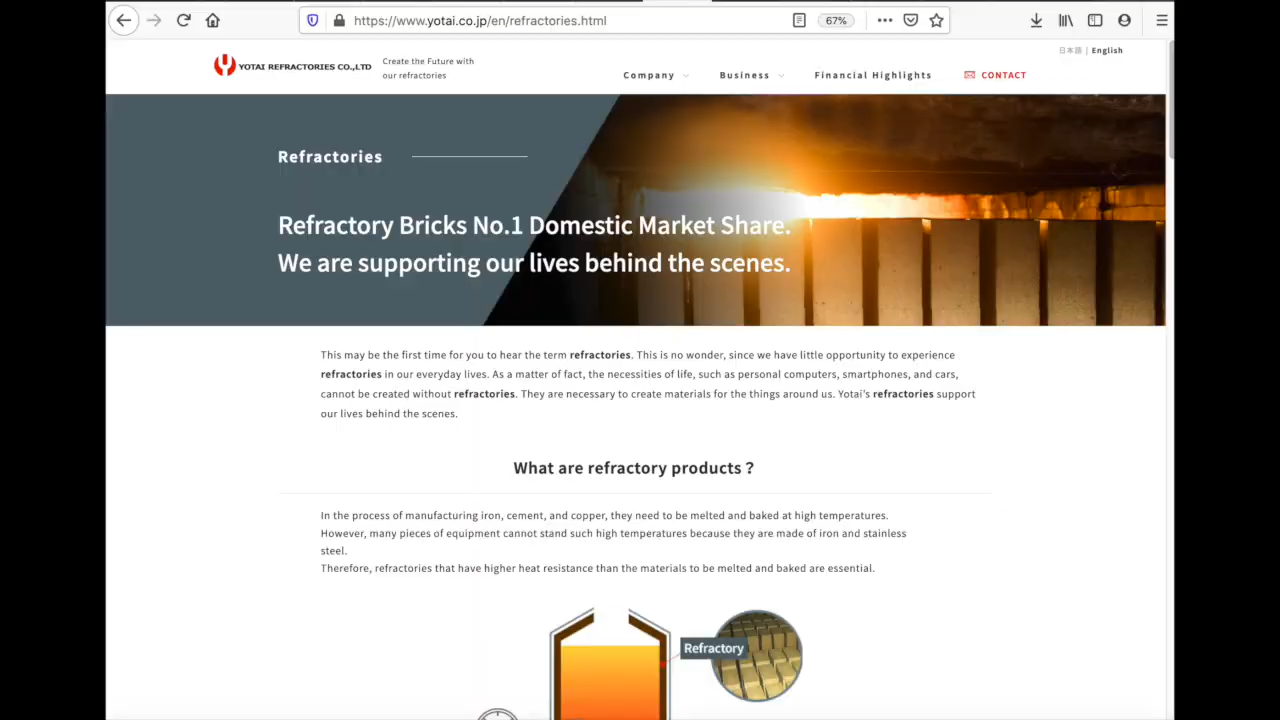 https://www.yotai.co.jp/en/refractories.html
67%
日本語 | English
YOTAI REFRACTORIES CO.,LTD
Create the Future with
our refractories
Company
Business
Financial Highlights
CONTACT
Refractories
Refractory Bricks No.1 Domestic Market Share.
We are supporting our lives behind the scenes.
This may be the first time for you to hear the term refractories. This is no wonder, since we have little opportunity to experience
refractories in our everyday lives. As a matter of fact, the necessities of life, such as personal computers, smartphones, and cars,
cannot be created without refractories. They are necessary to create materials for the things around us. Yotai's refractories support
our lives behind the scenes.
What are refractory products ?
In the process of manufacturing iron, cement, and copper, they need to be melted and baked at high temperatures.
However, many pieces of equipment cannot stand such high temperatures because they are made of iron and stainless
steel.
Therefore, refractories that have higher heat resistance than the materials to be melted and baked are essential.
Refractory